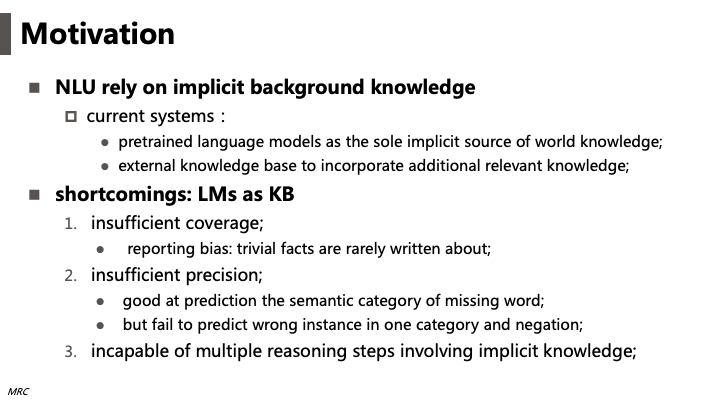 Motivation
NLU rely on implicit background knowledge
current systems：
pretrained language models as the sole implicit source of world knowledge;
external knowledge base to incorporate additional relevant knowledge;
shortcomings: LMs as KB
1. insufficient coverage;
reporting bias: trivial facts are rarely written about;
2. insufficient precision;
good at prediction the semantic category of missing word;
but fail to predict wrong instance in one category and negation;
3. incapable of multiple reasoning steps involving implicit knowledge;
MRC